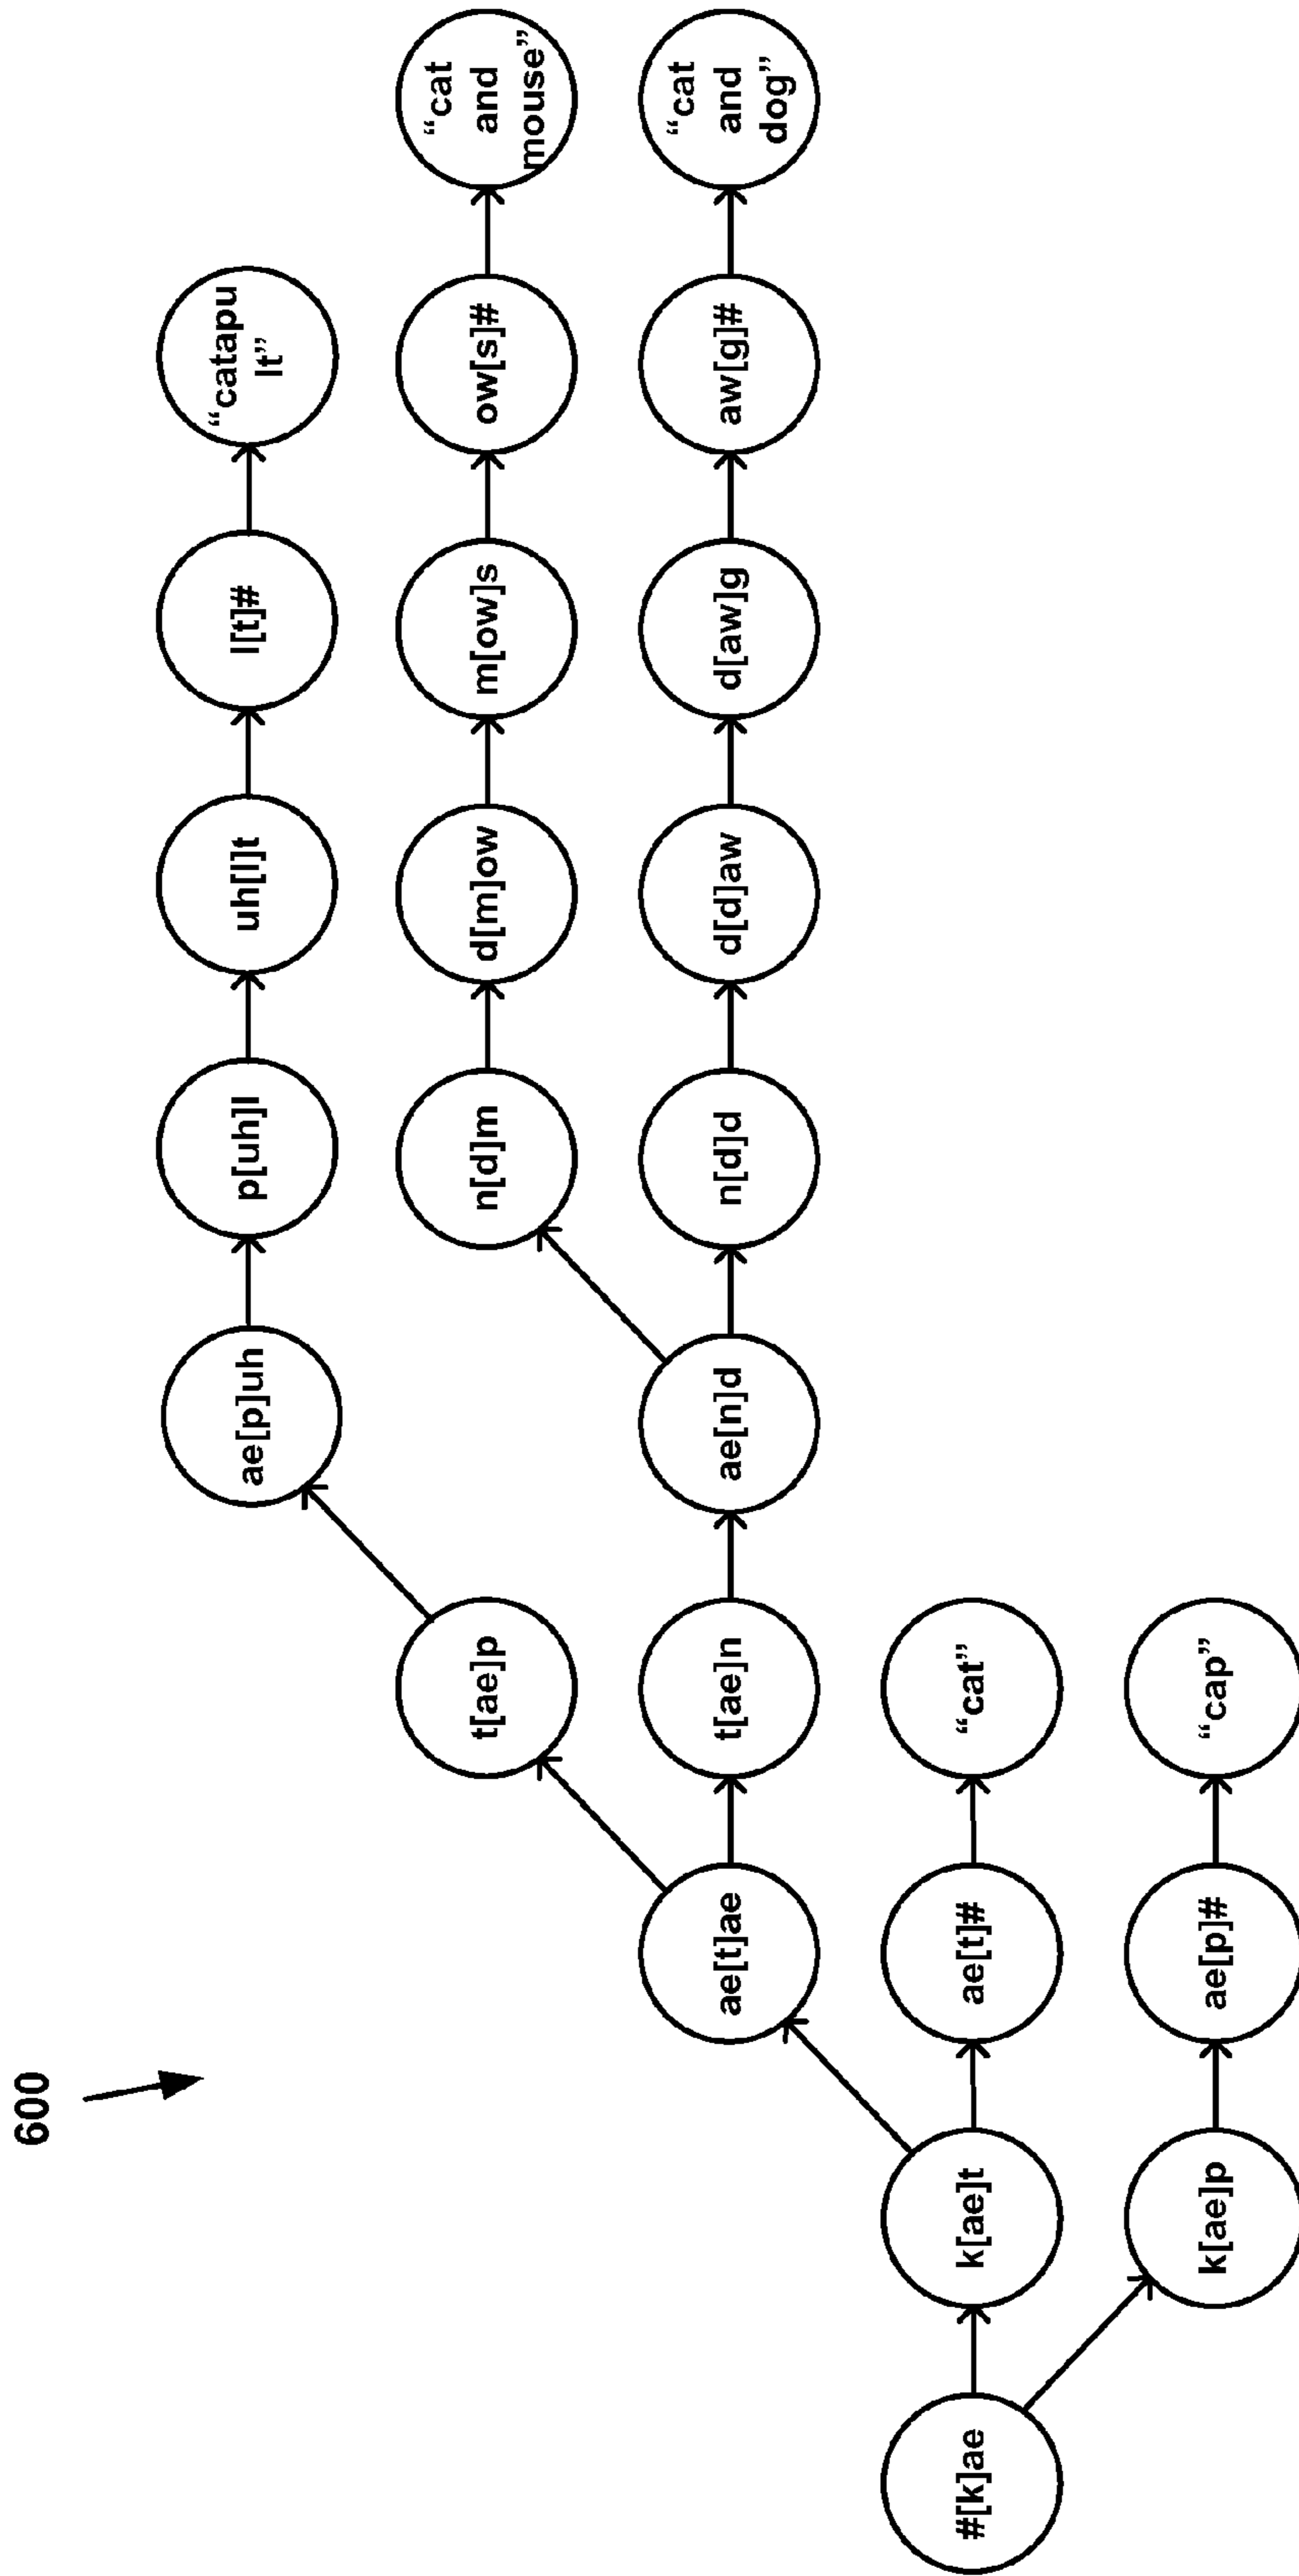 600
ae[p]uh
p[uh]l
uh[l]t
l[t]#
“catapu
lt”
t[ae]p
n[d]m
d[m]ow
m[ow]s
ow[s]#
“cat
and
mouse”
ae[t]ae
t[ae]n
ae[n]d
n[d]d
d[d]aw
d[aw]g
aw[g]#
“cat
and
dog”
#[k]ae
k[ae]t
ae[t]#
“cat”
k[ae]p
ae[p]#
“cap”